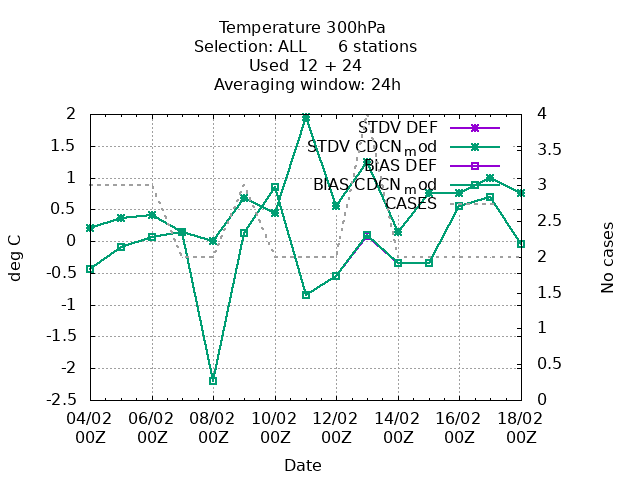 Temperature 300hPa
Selection: ALL 6 stations
Used 12 + 24
Averaging window: 24h
STDV DEF
STDV CDCN_mod
BIAS DEF
BIAS CDCN_mod
CASES
2
1.5
1
0.5
0
-0.5
-1
-1.5
-2
-2.5
deg C
4
3.5
3
2.5
2
1.5
1
0.5
0
No cases
04/02 06/02 08/02 10/02 12/02 14/02 16/02 18/02
00Z 00Z 00Z 00Z 00Z 00Z 00Z 00Z
Date